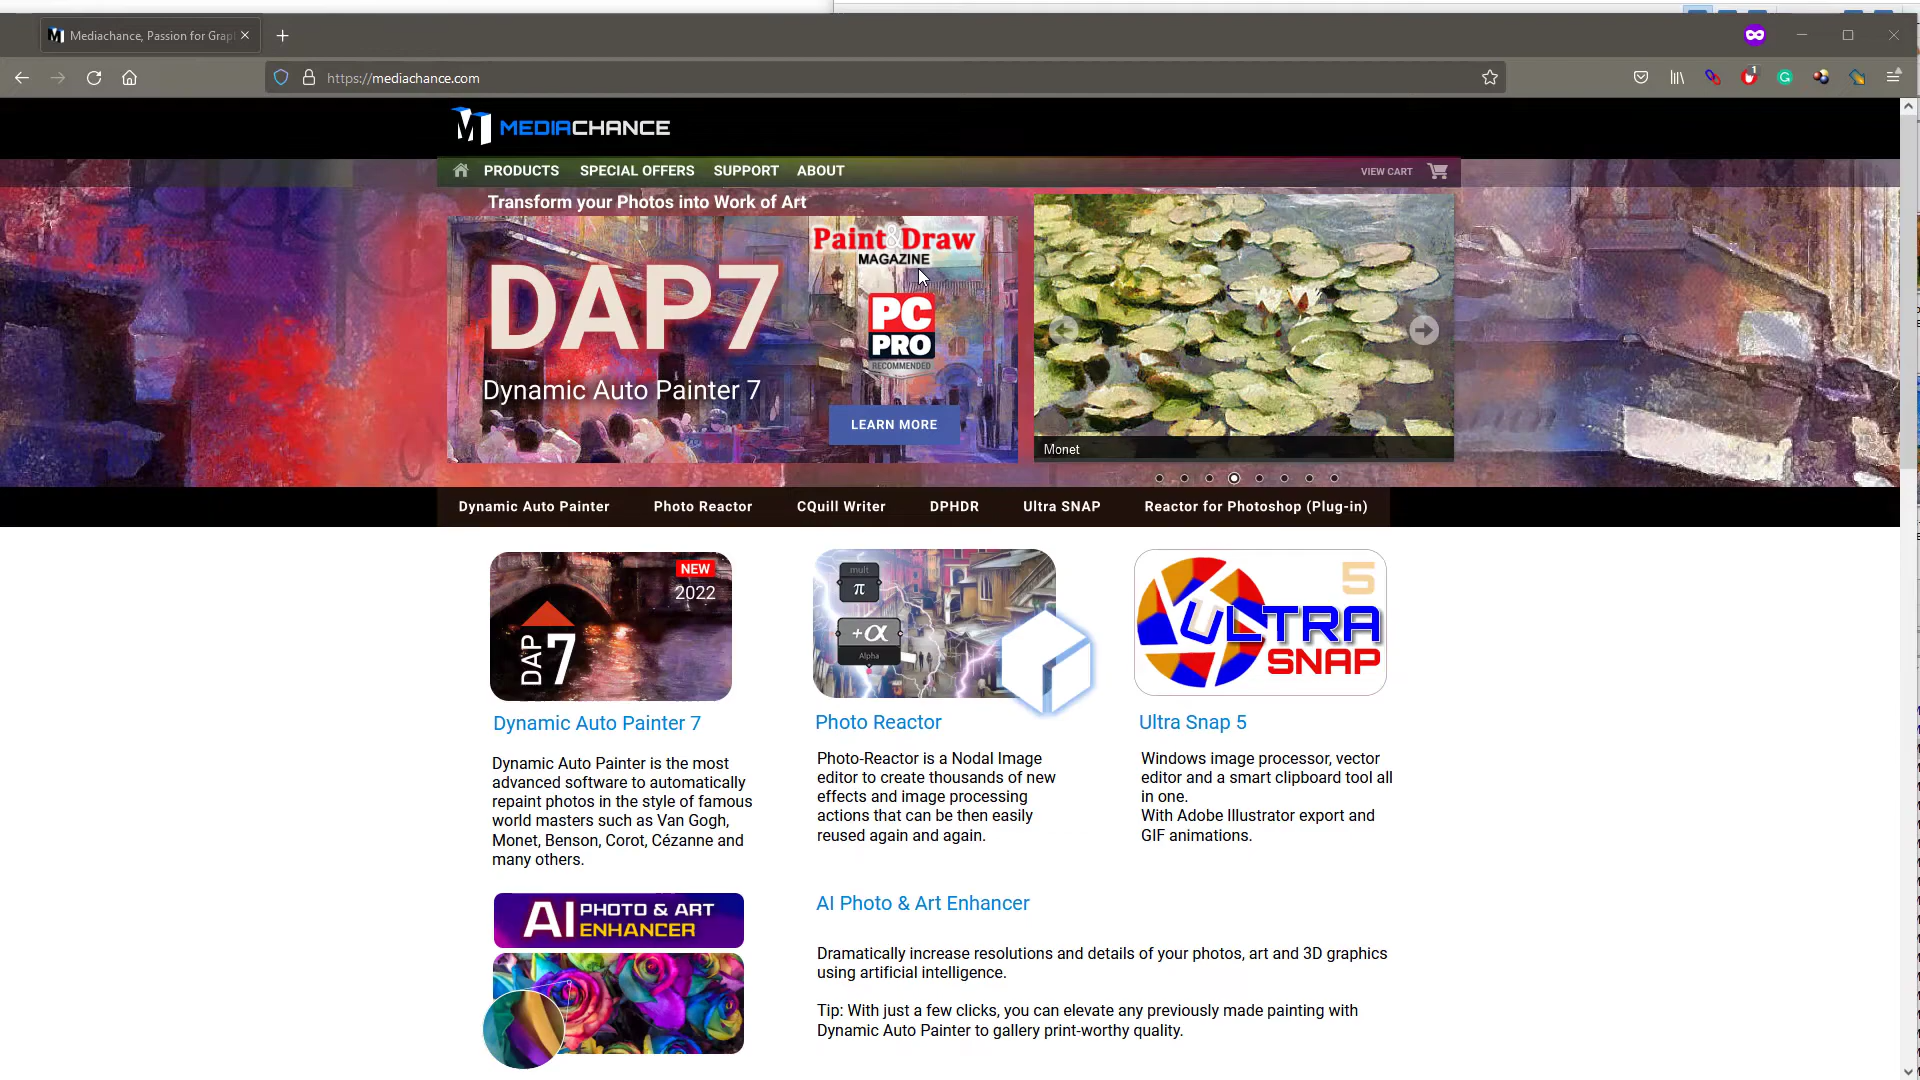 Mediachance, Passion for Grap
https://mediachance.com
1
MEDIACHANCE
PRODUCTS SPECIAL OFFERS SUPPORT ABOUT VIEW CART
Transform your Photos into Work of Art
Paint&Draw
MAGAZINE
DAP7
PC
PRO
RECOMMENDED
Dynamic Auto Painter 7
LEARN MORE
Monet
Dynamic Auto Painter Photo Reactor CQuill Writer DPHDR Ultra SNAP Reactor for Photoshop (Plug-in)
NEW
2022
DAP 7
mult
π
+α
Alpha
5
ULTRA
SNAP
Dynamic Auto Painter 7
Dynamic Auto Painter is the most
advanced software to automatically
repaint photos in the style of famous
world masters such as Van Gogh,
Monet, Benson, Corot, Cézanne and
many others.
Photo Reactor
Photo-Reactor is a Nodal Image
editor to create thousands of new
effects and image processing
actions that can be then easily
reused again and again.
Ultra Snap 5
Windows image processor, vector
editor and a smart clipboard tool all
in one.
With Adobe Illustrator export and
GIF animations.
AI PHOTO & ART
ENHANCER
AI Photo & Art Enhancer
Dramatically increase resolutions and details of your photos, art and 3D graphics
using artificial intelligence.
Tip: With just a few clicks, you can elevate any previously made painting with
Dynamic Auto Painter to gallery print-worthy quality.